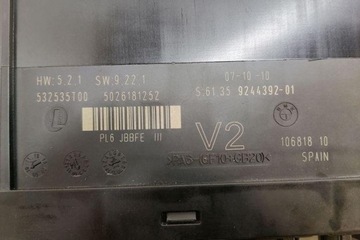 HW:5.2.1 SW:9.22.1 07-10-10
532535T00 5026181252 S.61.35 9244392-01
PL6 JBBFE III
V2
106818 10
SPAIN